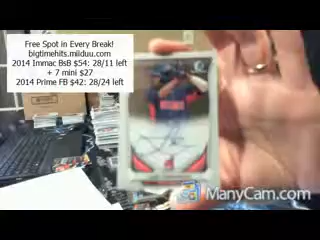 Free Spot in Every Break!
bigtimehits.miiduu.com
2014 Immac BsB $54: 28/11 left
+ 7 mini $27
2014 Prime FB $42: 28/24 left
ManyCam.com